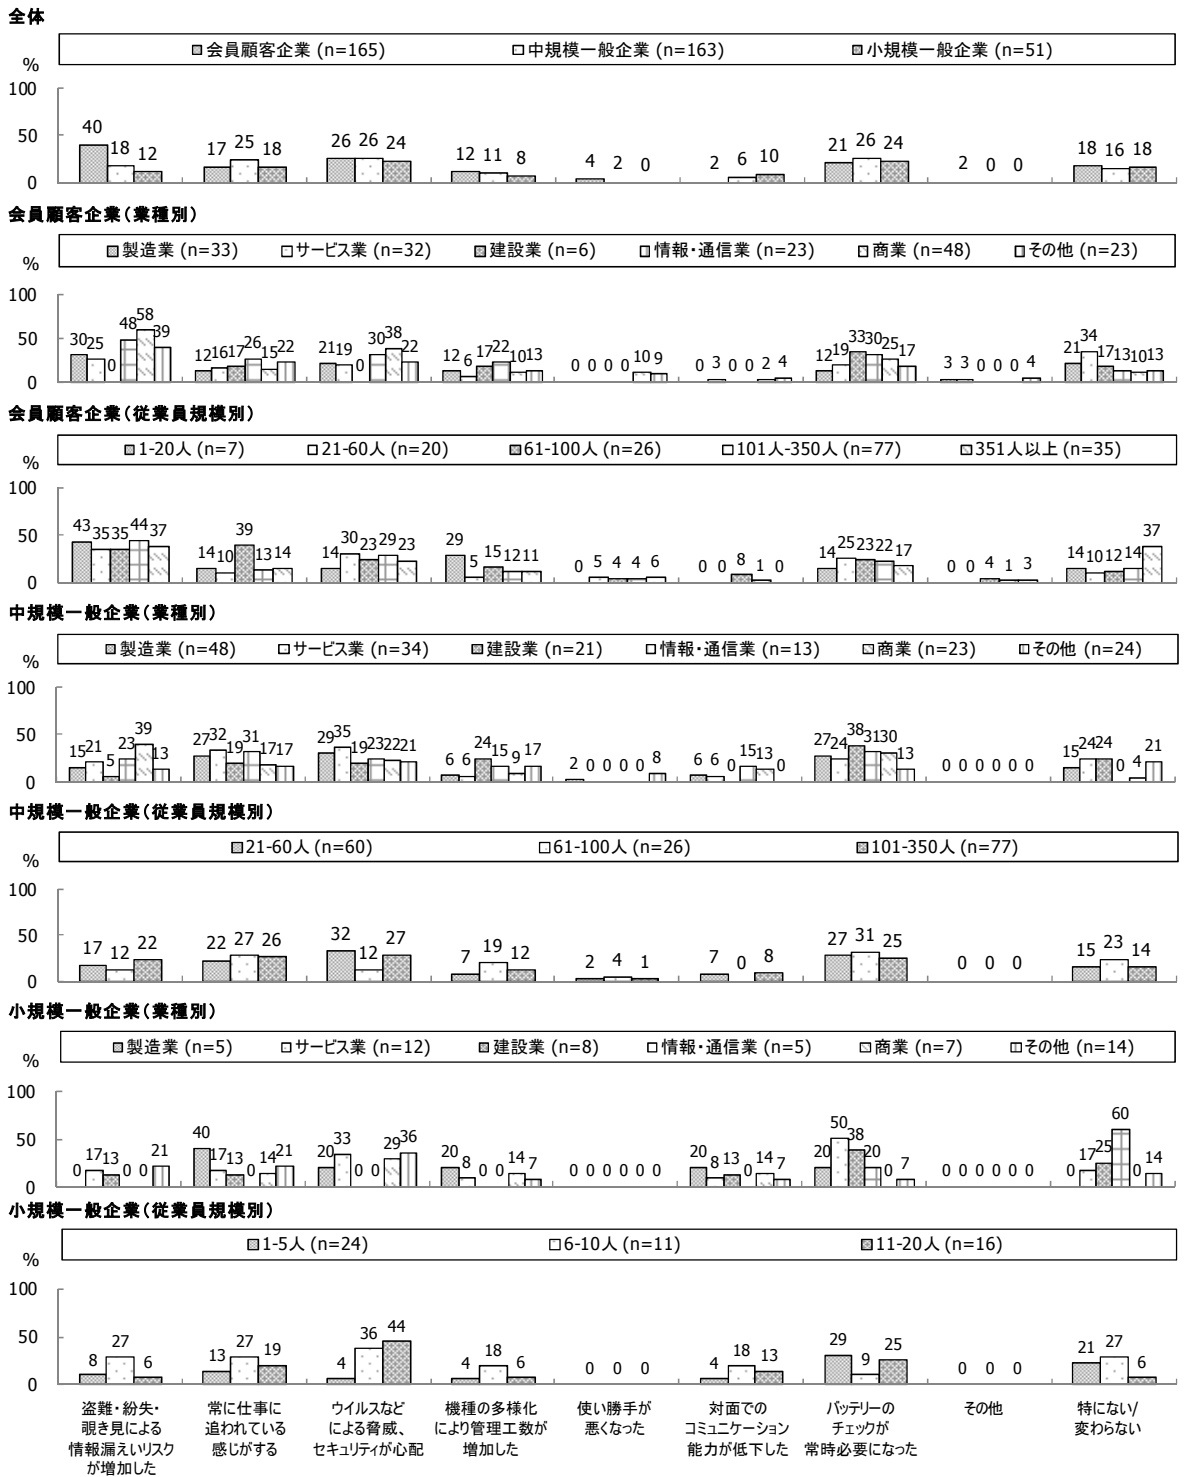 全体
□会員顧客企業 (n=165) □中規模一般企業 (n=163) □小規模一般企業 (n=51)
%
100
50
0
40 18 12 17 25 18 26 26 24 12 11 8 4 2 0 2 6 10 21 26 24 2 0 0 18 16 18
会員顧客企業(業種別)
□製造業 (n=33) □サービス業 (n=32) □建設業 (n=6) □情報・通信業 (n=23) □商業 (n=48) □その他 (n=23)
%
100
50
0
30 25 0 48 58 39 12 16 17 26 15 22 21 19 0 30 38 22 12 6 17 22 10 13 0 0 0 0 10 9 0 3 0 0 2 4 12 19 33 30 25 17 3 3 0 0 0 4 21 34 17 13 10 13
会員顧客企業(従業員規模別)
□1-20人 (n=7) □21-60人 (n=20) □61-100人 (n=26) □101人-350人 (n=77) □351人以上 (n=35)
%
100
50
0
43 35 35 44 37 14 10 39 13 14 14 30 23 29 23 29 5 15 12 11 0 5 4 4 6 0 0 8 1 0 14 25 23 22 17 0 0 4 1 3 14 10 12 14 37
中規模一般企業(業種別)
□製造業 (n=48) □サービス業 (n=34) □建設業 (n=21) □情報・通信業 (n=13) □商業 (n=23) □その他 (n=24)
%
100
50
0
15 21 5 23 39 13 27 32 19 31 17 17 29 35 19 23 22 21 6 6 24 15 9 17 2 0 0 0 0 8 6 6 0 15 13 0 27 24 38 31 30 13 0 0 0 0 0 0 15 24 24 0 4 21
中規模一般企業(従業員規模別)
□21-60人 (n=60) □61-100人 (n=26) □101-350人 (n=77)
%
100
50
0
17 12 22 22 27 26 32 12 27 7 19 12 2 4 1 7 0 8 27 31 25 0 0 0 15 23 14
小規模一般企業(業種別)
□製造業 (n=5) □サービス業 (n=12) □建設業 (n=8) □情報・通信業 (n=5) □商業 (n=7) □その他 (n=14)
%
100
50
0
0 17 13 0 0 21 40 17 13 0 14 21 20 33 0 0 29 36 20 8 0 0 14 7 0 0 0 0 0 0 20 8 13 0 14 7 20 50 38 20 0 7 0 0 0 0 0 0 0 17 25 60 0 14
小規模一般企業(従業員規模別)
□1-5人 (n=24) □6-10人 (n=11) □11-20人 (n=16)
%
100
50
0
8 27 6 13 27 19 4 36 44 4 18 6 0 0 0 4 18 13 29 9 25 0 0 0 21 27 6
盗難・紛失・
覗き見による
情報漏えいリスク
が増加した
常に仕事に
追われている
感じがする
ウイルスなど
による脅威、
セキュリティが心配
機種の多様化
により管理工数が
増加した
使い勝手が
悪くなった
対面での
コミュニケーション
能力が低下した
バッテリーの
チェックが
常時必要になった
その他
特にない/
変わらない